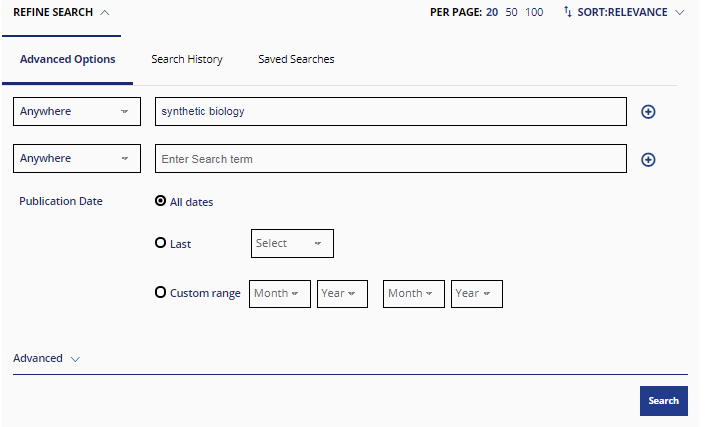 REFINE SEARCH PER PAGE: 20 50 100 SORT:RELEVANCE
Advanced Options Search History Saved Searches
Anywhere synthetic biology
Anywhere Enter Search term
Publication Date All dates
Last Select
Custom range Month Year Month Year
Advanced
Search